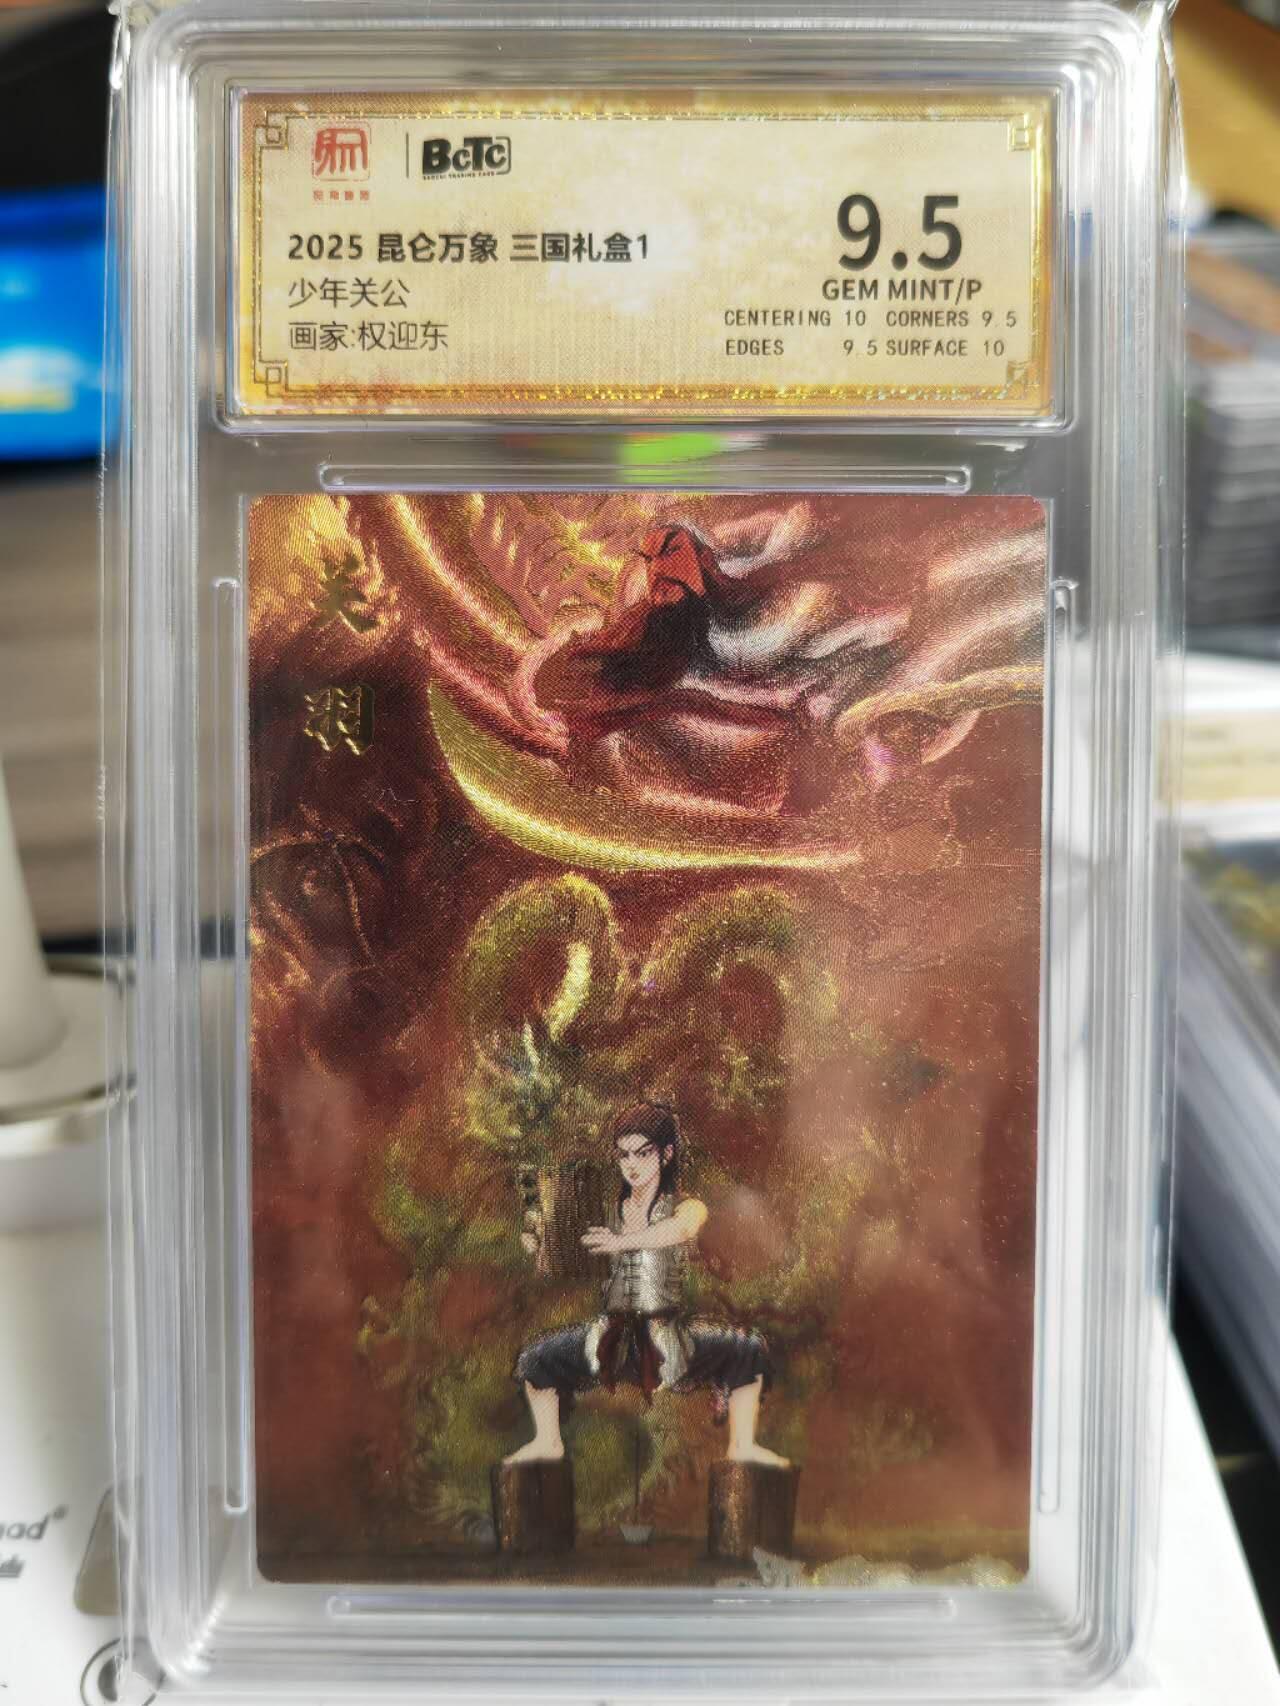 BCTC
2025 昆仑万象 三国礼盒1
少年关公
画家:权迎东
9.5
GEM MINT/P
CENTERING 10 CORNERS 9.5
EDGES 9.5 SURFACE 10
关
羽